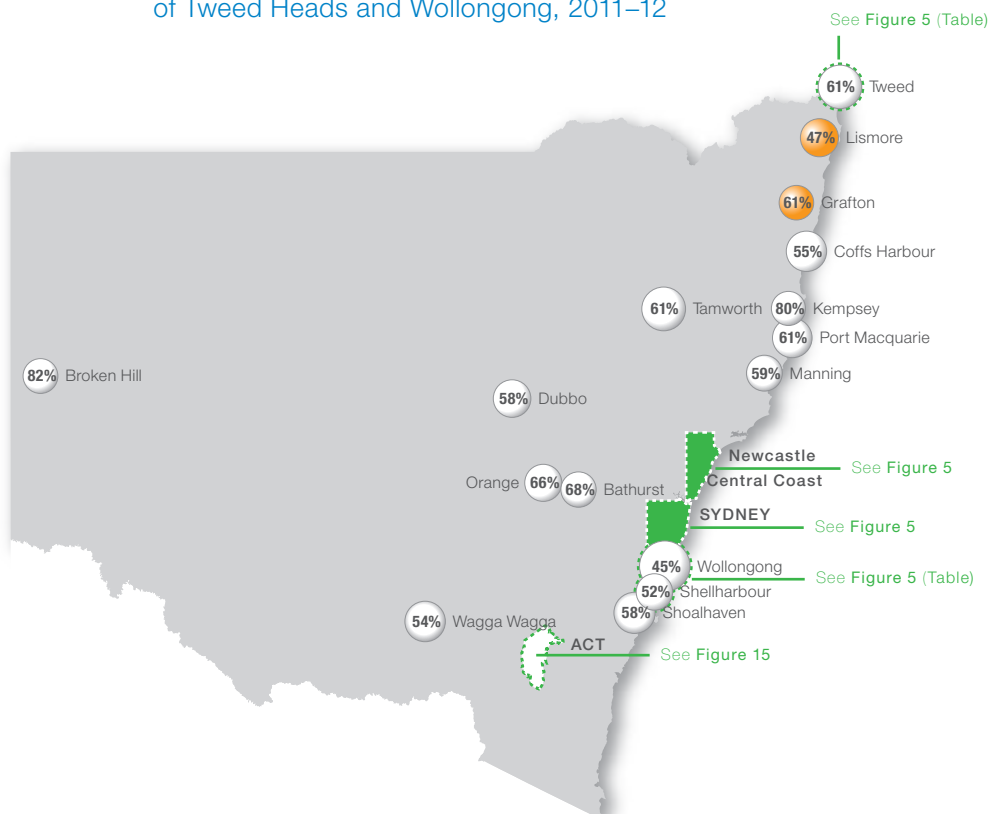 of Tweed Heads and Wollongong, 2011–12
See Figure 5 (Table)
61% Tweed
47% Lismore
61% Grafton
55% Coffs Harbour
61% Tamworth
80% Kempsey
61% Port Macquarie
82% Broken Hill
59% Manning
58% Dubbo
Newcastle
See Figure 5
Central Coast
Orange 66%
68% Bathurst
SYDNEY
See Figure 5
45% Wollongong
See Figure 5 (Table)
52% Shellharbour
58% Shoalhaven
54% Wagga Wagga
ACT
See Figure 15